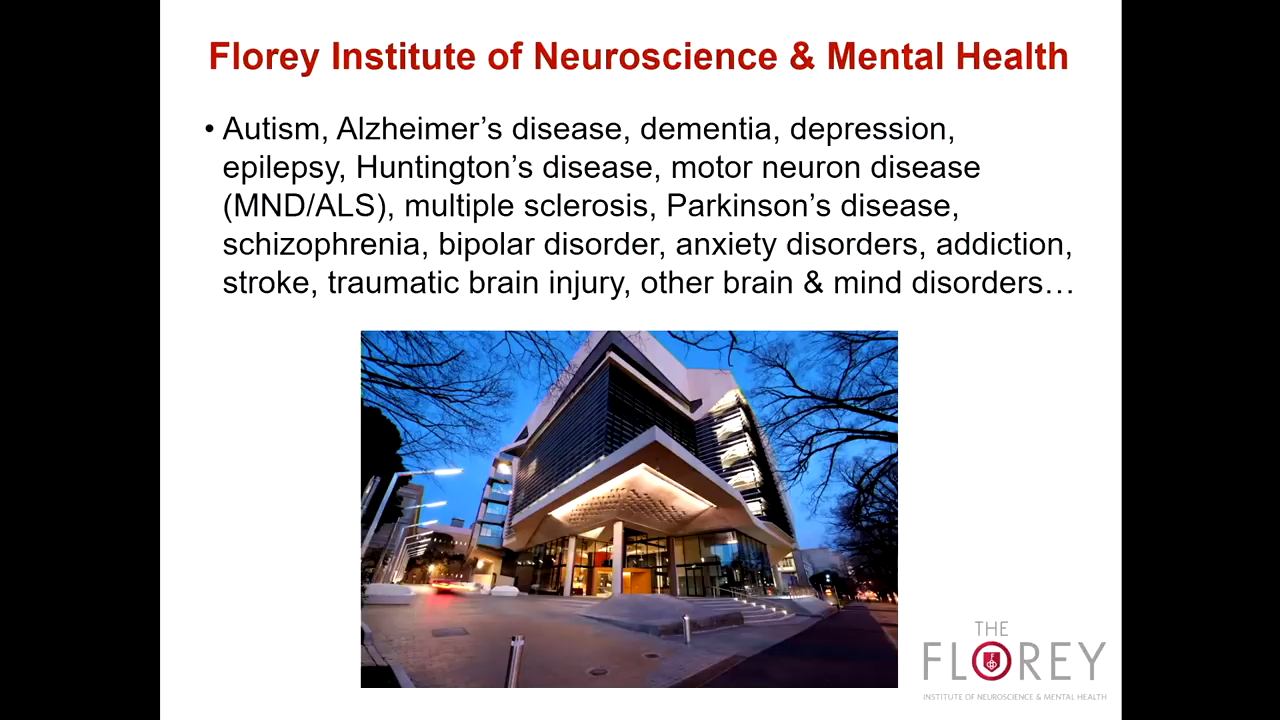 Florey Institute of Neuroscience & Mental Health
• Autism, Alzheimer’s disease, dementia, depression,
epilepsy, Huntington’s disease, motor neuron disease
(MND/ALS), multiple sclerosis, Parkinson’s disease,
schizophrenia, bipolar disorder, anxiety disorders, addiction,
stroke, traumatic brain injury, other brain & mind disorders…
THE
FLOREY
INSTITUTE OF NEUROSCIENCE & MENTAL HEALTH